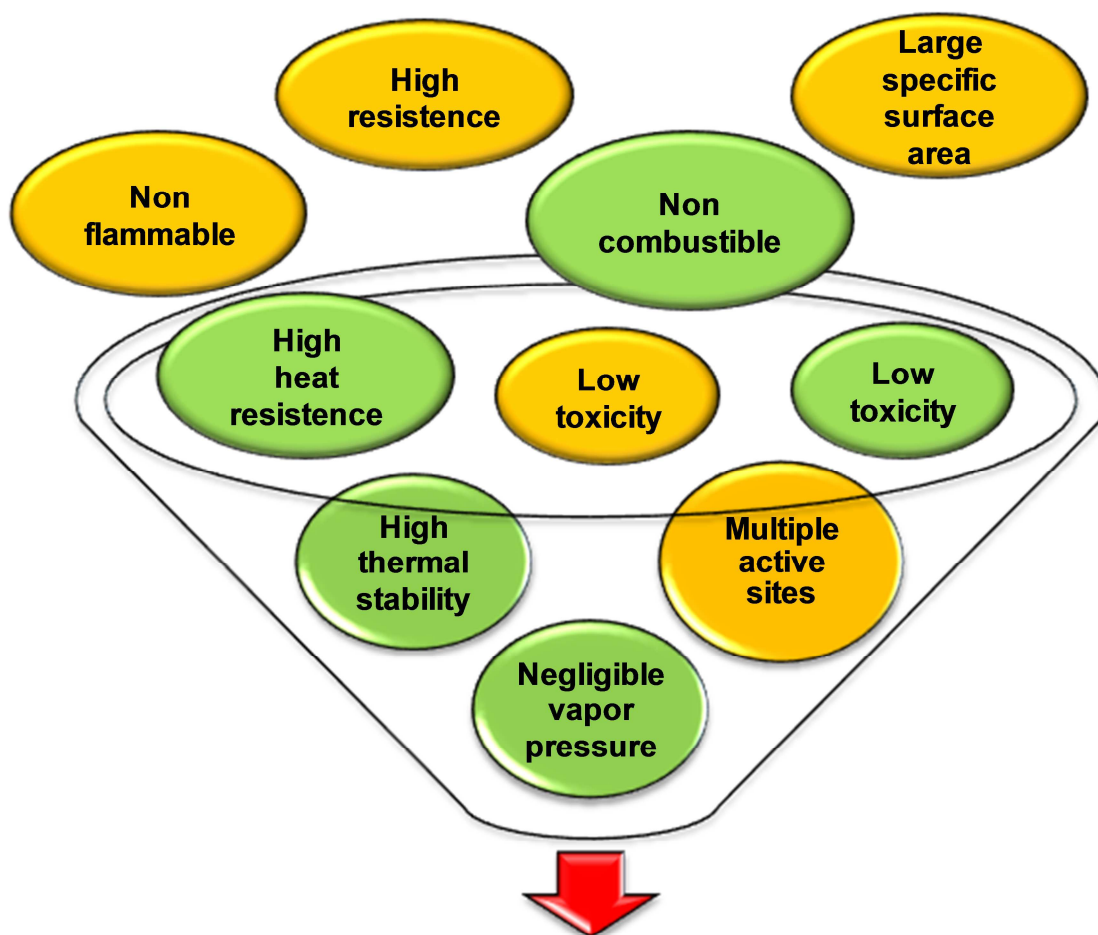 High
resistence
Large
specific
surface
area
Non
flammable
Non
combustible
High
heat
resistence
Low
toxicity
Low
toxicity
High
thermal
stability
Multiple
active
sites
Negligible
vapor
pressure